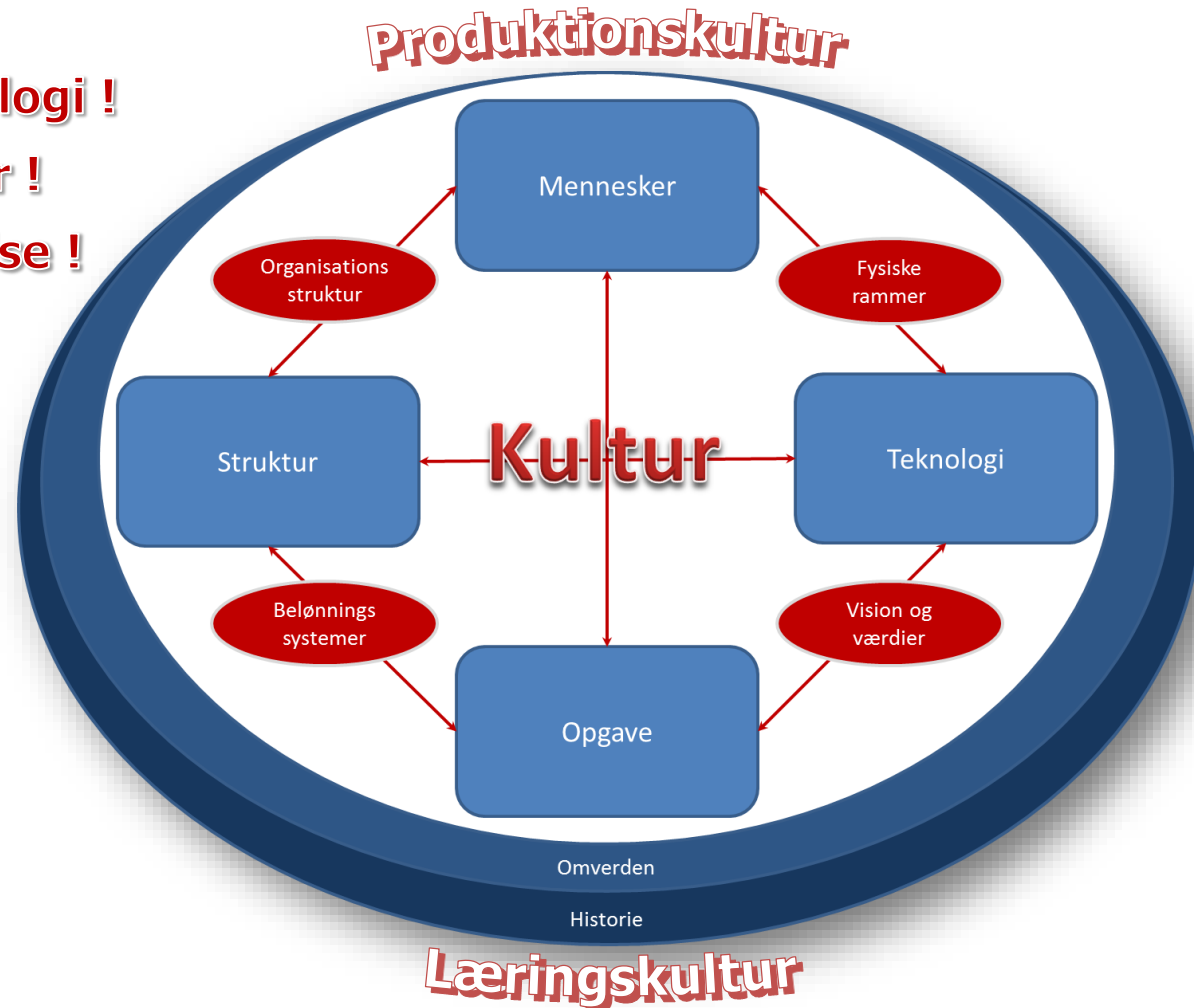 Produktionskultur
logi !
r !
se !
Mennesker
Organisations
struktur
Fysiske
rammer
Struktur
Kultur
Teknologi
Belønnings
systemer
Vision og
værdier
Opgave
Omverden
Historie
Læringskultur